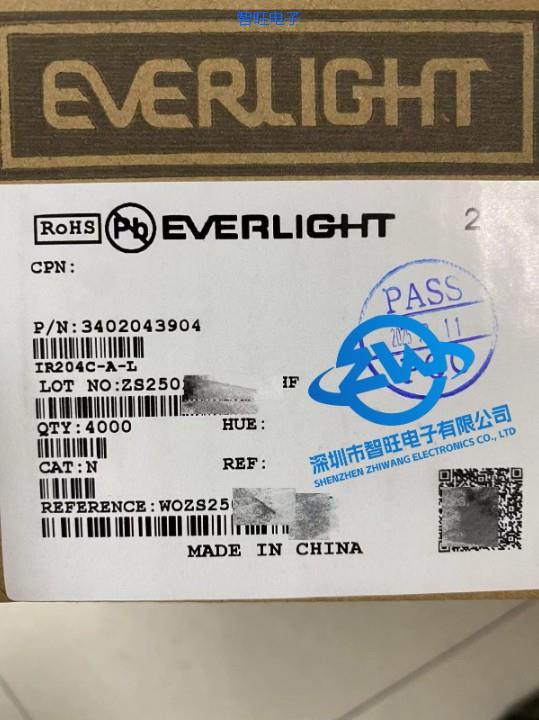 智旺电子
EVERLIGHT
RoHS Pb EVERLIGHT 2
CPN:
PASS
P/N:3402043904
IR204C-A-L
LOT NO:ZS250 HF
QTY:4000 HUE:
CAT:N REF:
深圳市智旺电子有限公司
SHENZHEN ZHIWANG ELECTRONICS CO., LTD
REFERENCE:WOZS25
MADE IN CHINA